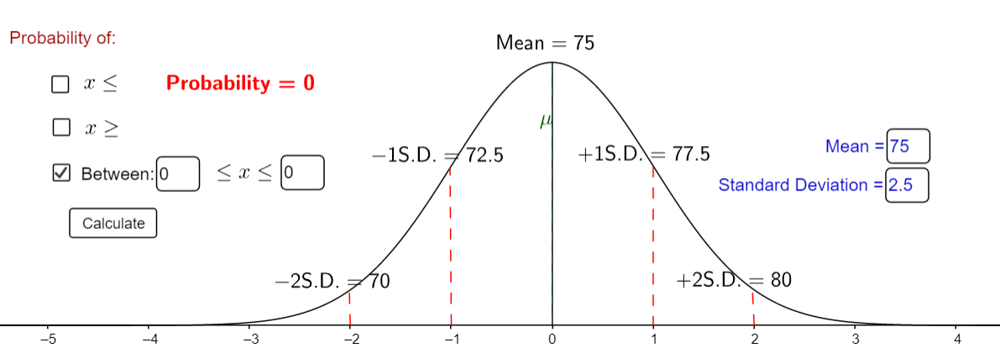 Probability of:
x ≤
Probability = 0
x ≥
Between: 0 ≤ x ≤ 0
Calculate
Mean = 75
μ
−1S.D. = 72.5
+1S.D. = 77.5
−2S.D. = 70
+2S.D. = 80
Mean = 75
Standard Deviation = 2.5
−5 −4 −3 −2 −1 0 1 2 3 4